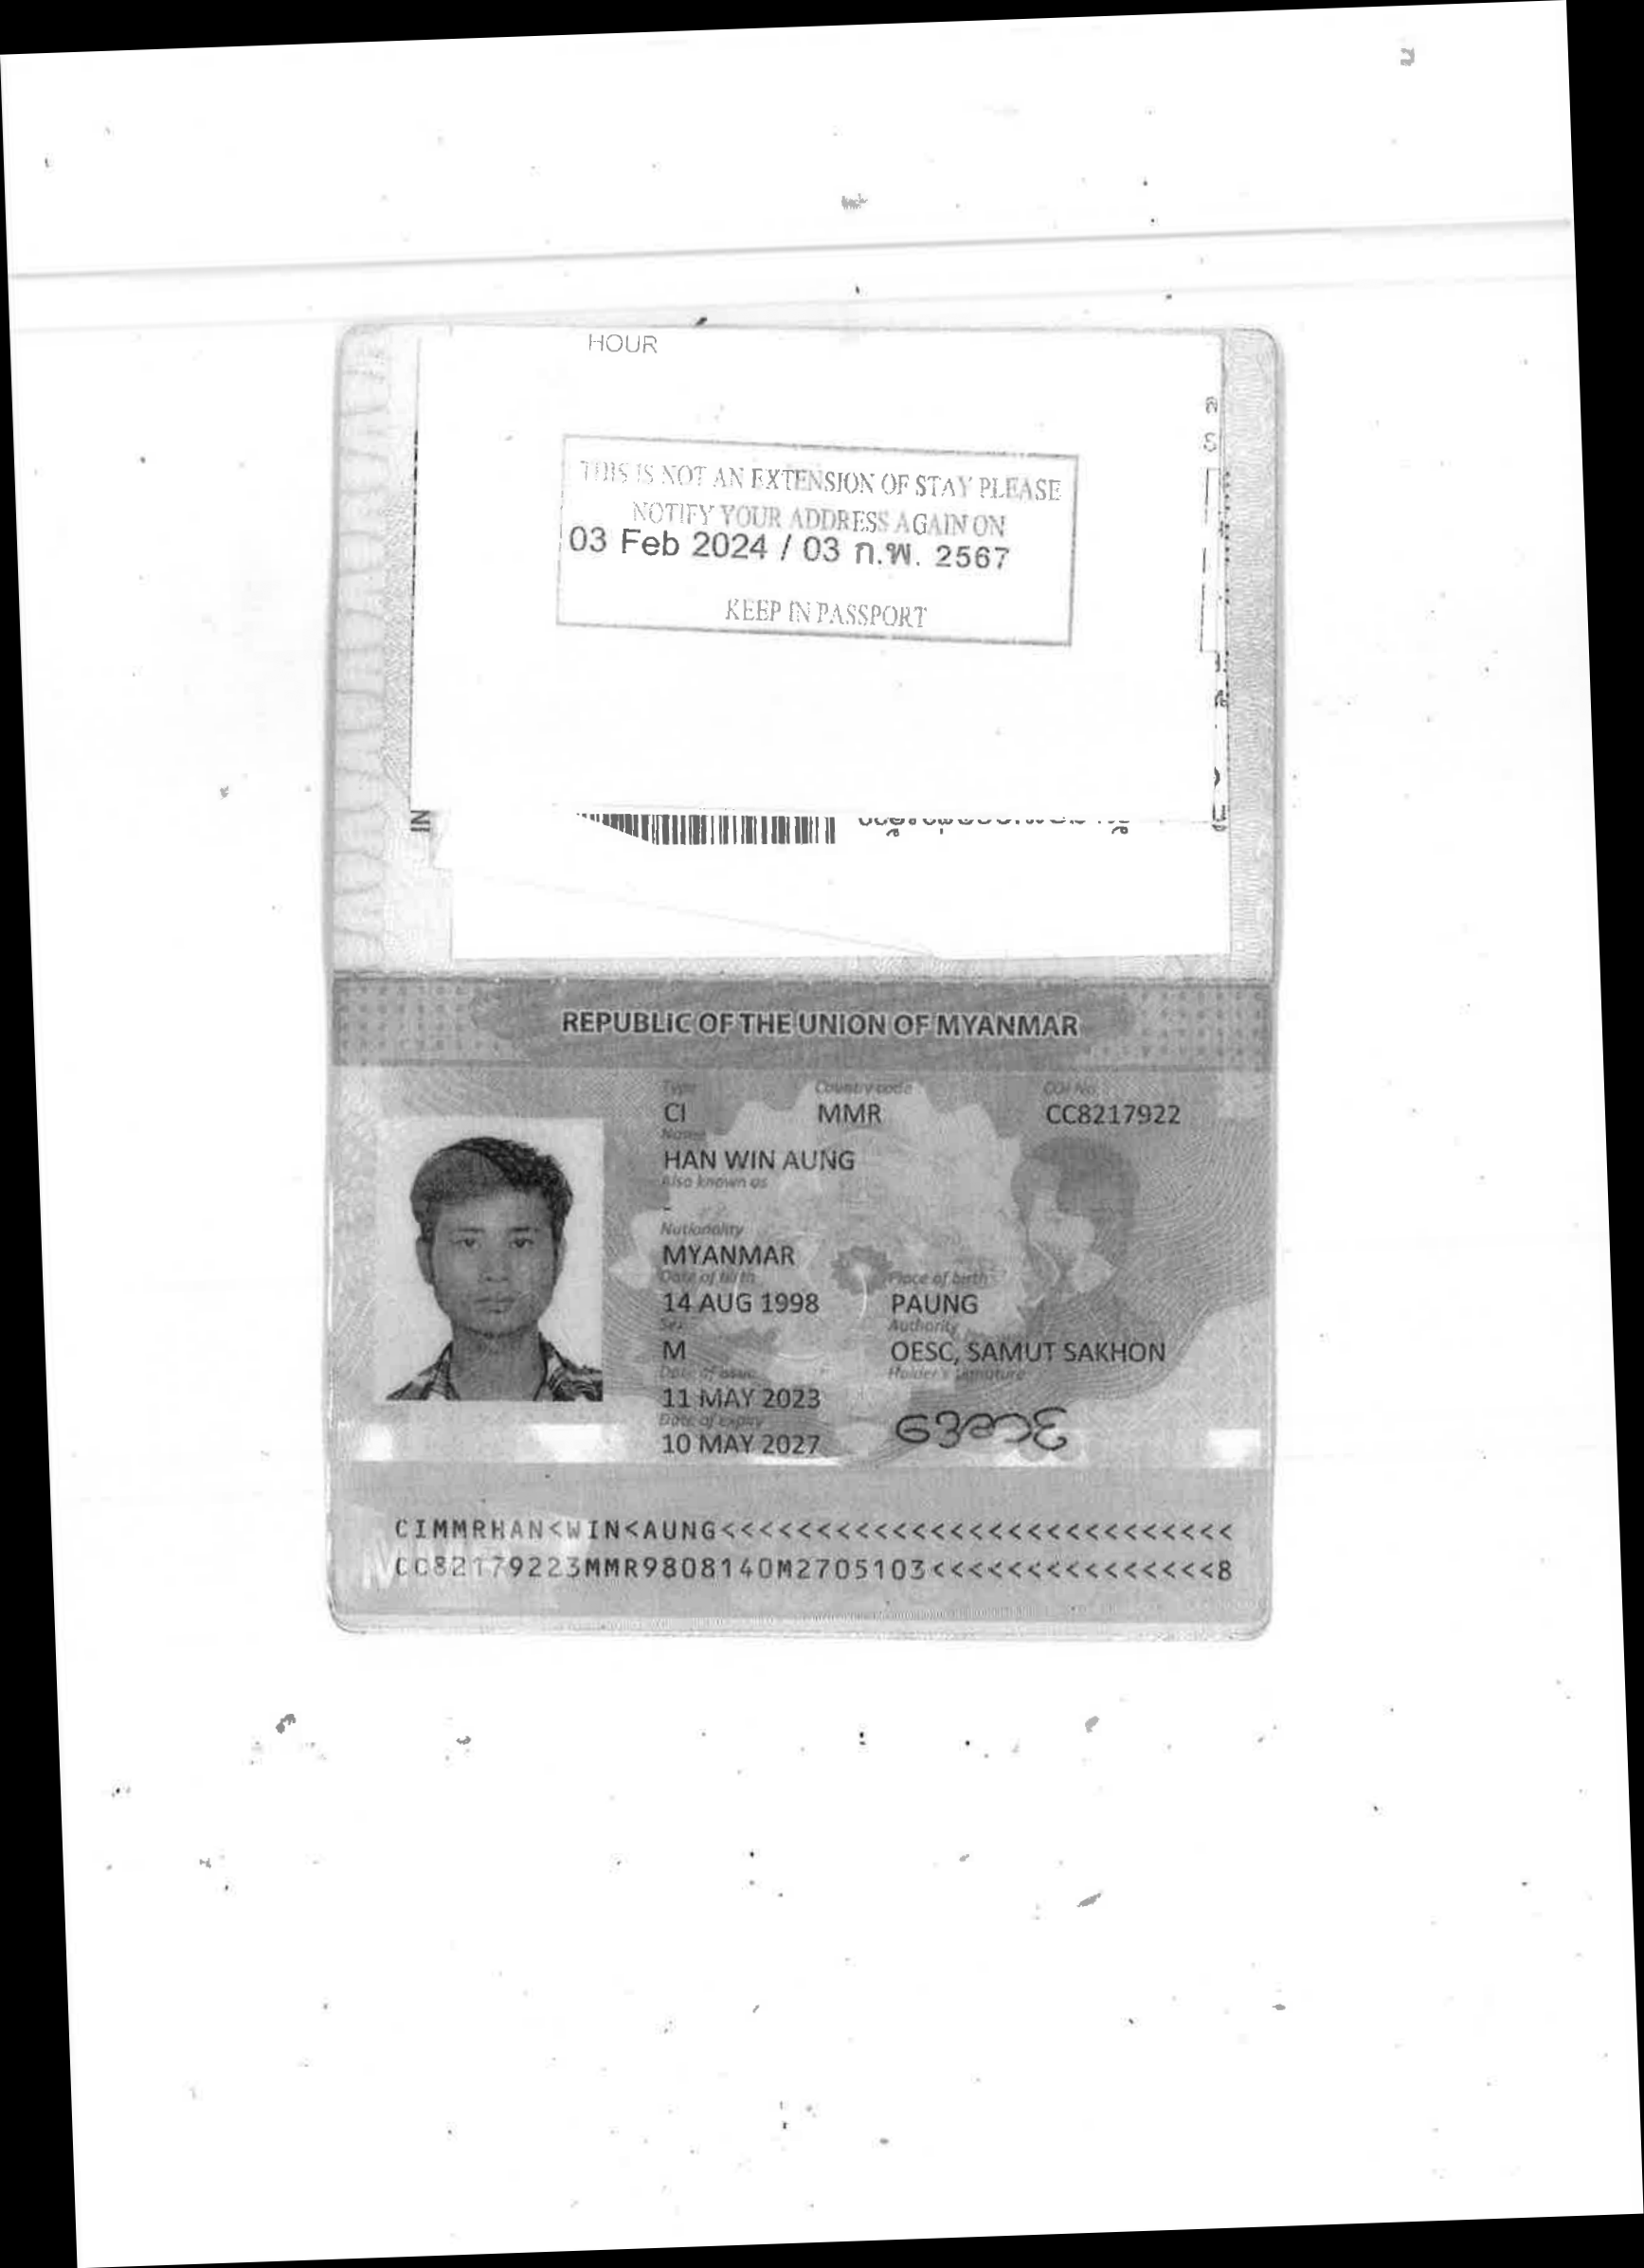 HOUR
THIS IS NOT AN EXTENSION OF STAY PLEASE
NOTIFY YOUR ADDRESS AGAIN ON
03 Feb 2024 / 03 ก.พ. 2567
KEEP IN PASSPORT
IN
REPUBLIC OF THE UNION OF MYANMAR
Type Country code COI No
CI MMR CC8217922
Name
HAN WIN AUNG
Also known as
-
Nationality
MYANMAR
Date of birth Place of birth
14 AUG 1998 PAUNG
Sex Authority
M OESC, SAMUT SAKHON
Date of issue Holder's signature
11 MAY 2023
Date of expiry
10 MAY 2027
CIMMRHAN<WIN<AUNG<<<<<<<<<<<<<<<<<<<<<<<<<<<
CC82179223MMR9808140M2705103<<<<<<<<<<<<<<<8